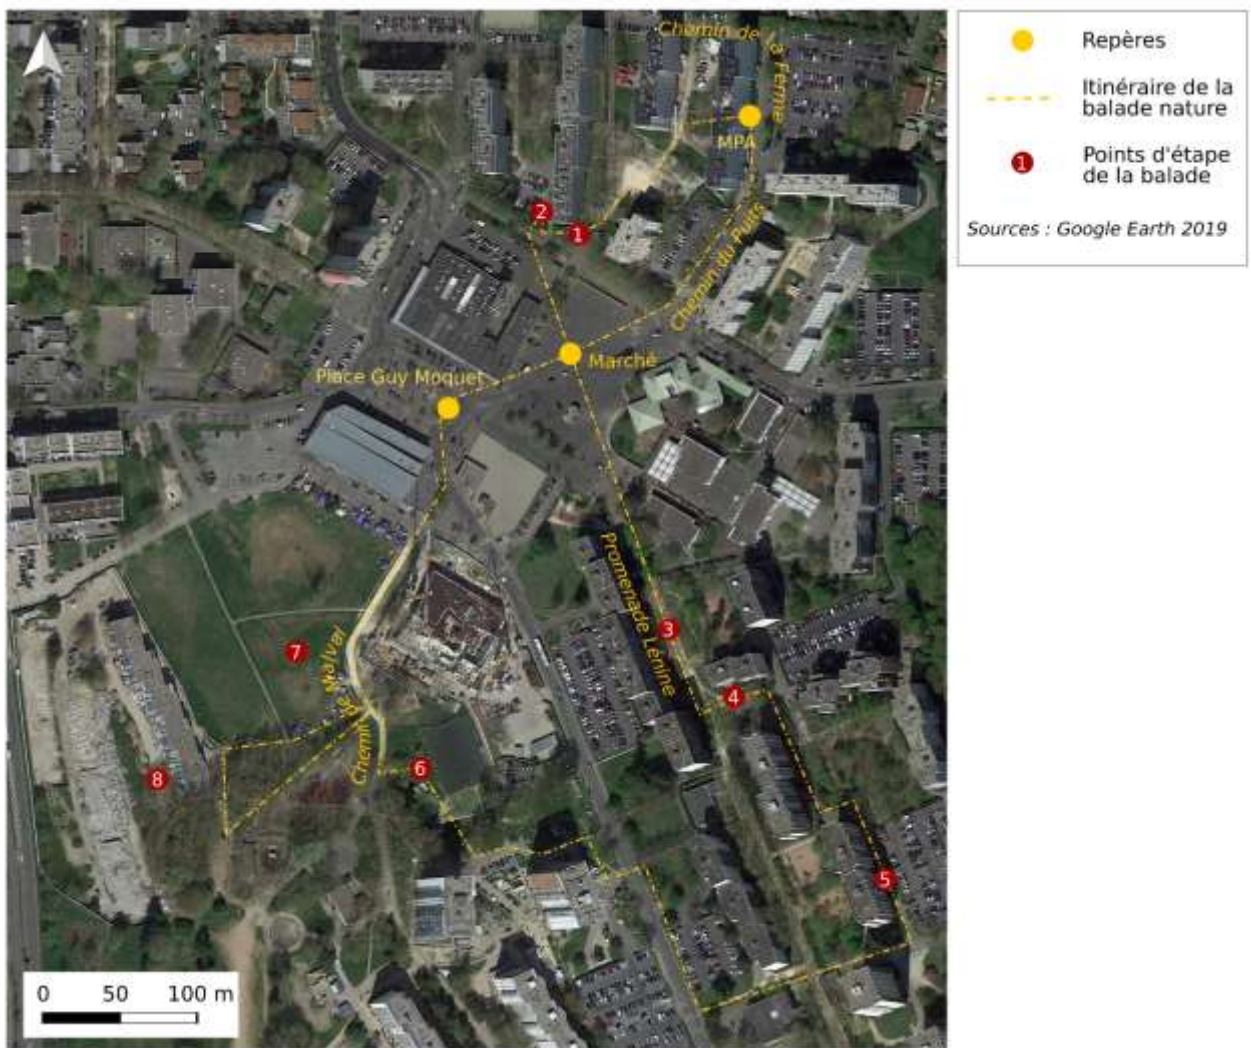 Chemin de La Ferme
MPA
2
1
Chemin du Puits
Marché
Place Guy Moquet
Promenade Lénine
3
7
Chemin de Malval
4
6
8
5
0 50 100 m
Repères
Itinéraire de la
balade nature
1
Points d'étape
de la balade
Sources : Google Earth 2019